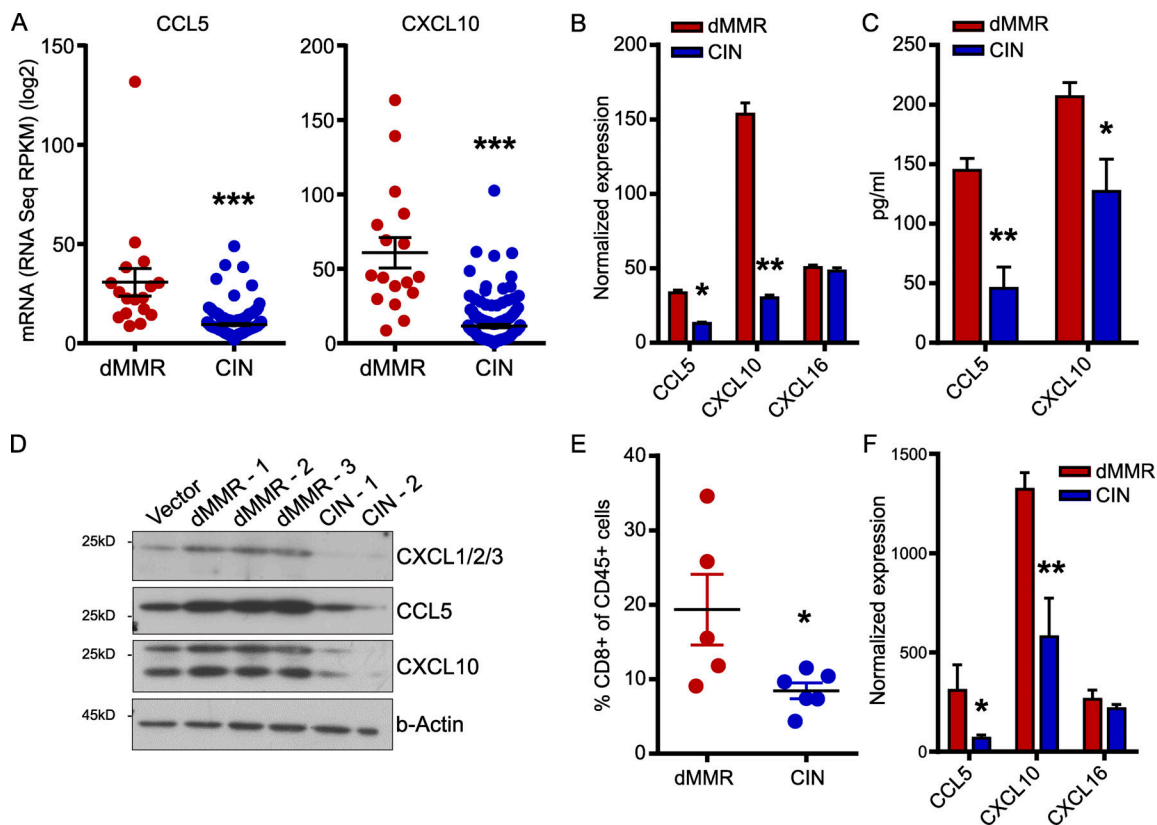 A
CCL5
CXCL10
mRNA (RNA Seq RPKM) (log2)
150
100
50
0
dMMR
CIN
***
200
150
100
50
0
dMMR
CIN
***
B
dMMR
CIN
Normalized expression
200
150
100
50
0
*
**
CCL5
CXCL10
CXCL16
C
dMMR
CIN
pg/ml
250
200
150
100
50
0
**
*
CCL5
CXCL10
D
Vector
dMMR - 1
dMMR - 2
dMMR - 3
CIN - 1
CIN - 2
25kD
CXCL1/2/3
25kD
CCL5
25kD
CXCL10
45kD
b-Actin
E
% CD8+ of CD45+ cells
40
30
20
10
0
*
dMMR
CIN
F
dMMR
CIN
Normalized expression
1500
1000
500
0
*
**
CCL5
CXCL10
CXCL16